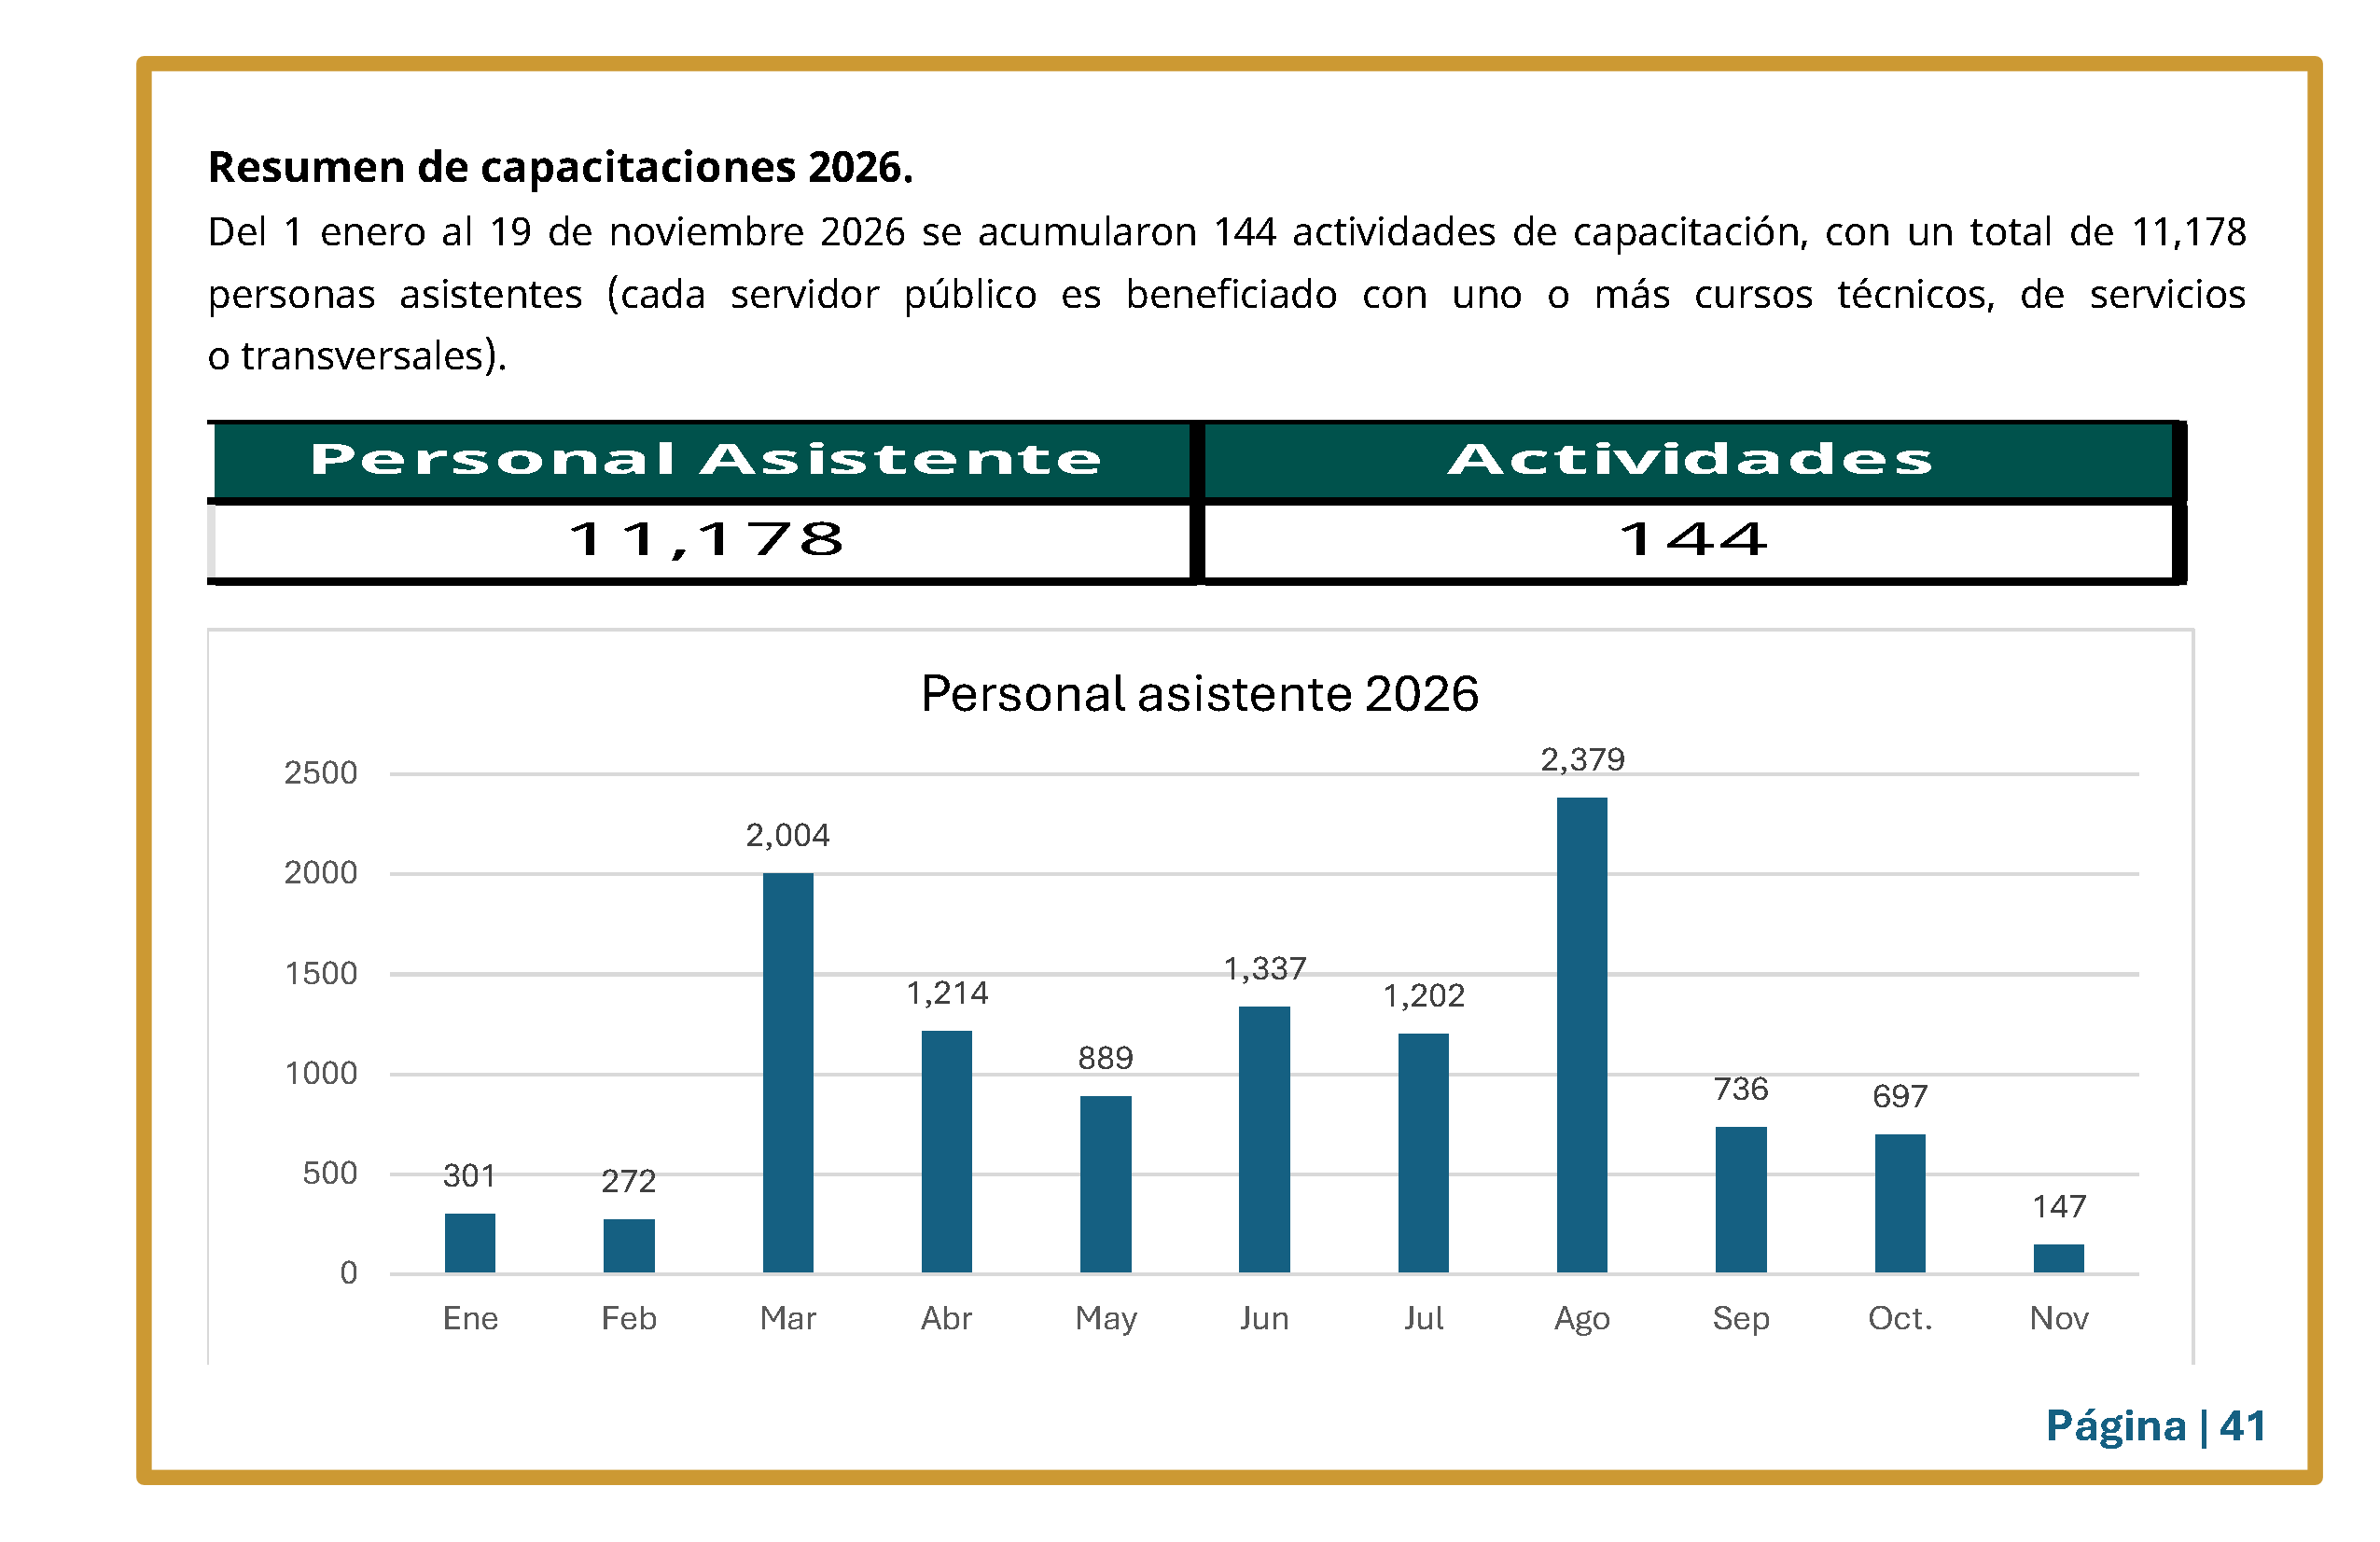 Resumen de capacitaciones 2026.
Del 1 enero al 19 de noviembre 2026 se acumularon 144 actividades de capacitación, con un total de 11,178
personas asistentes (cada servidor público es beneficiado con uno o más cursos técnicos, de servicios
o transversales).
Personal Asistente Actividades
11,178 144
Personal asistente 2026
2500
2000
1500
1000
500
0
301 272 2,004 1,214 889 1,337 1,202 2,379 736 697 147
Ene Feb Mar Abr May Jun Jul Ago Sep Oct. Nov
Página | 41